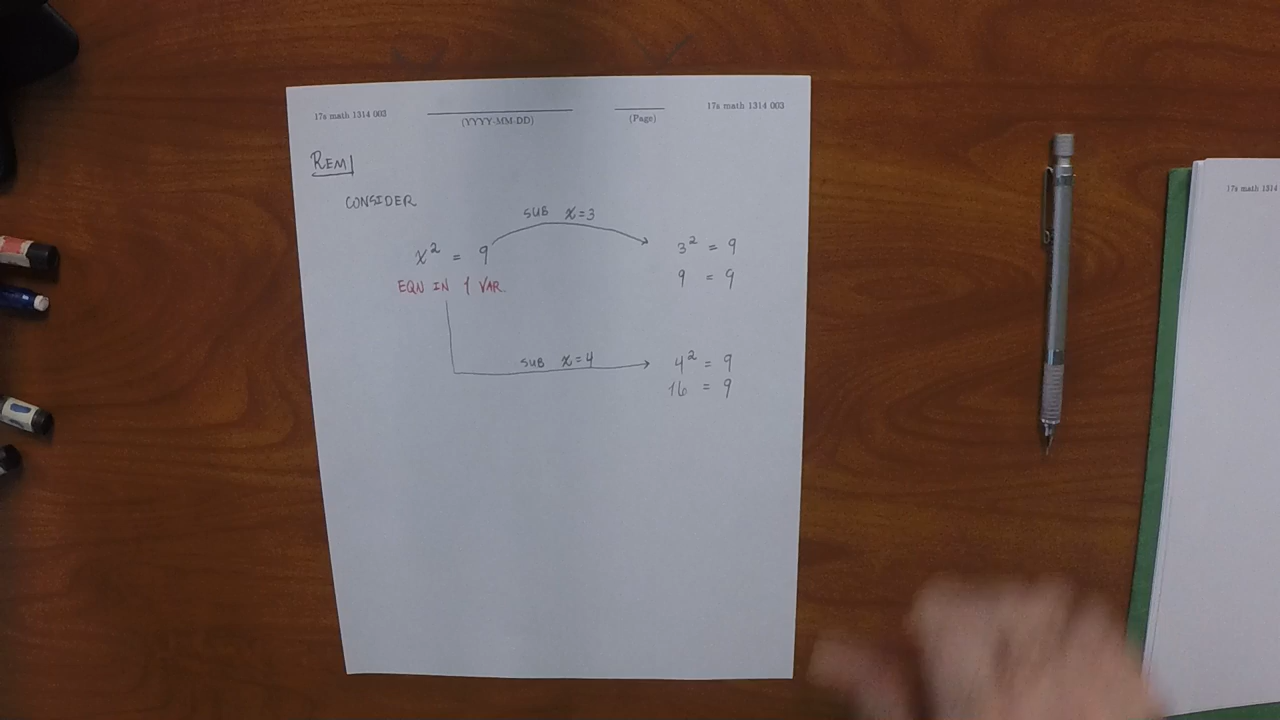 17s math 1314 003
(YYYY-MM-DD)
(Page)
17s math 1314 003
REM
CONSIDER
SUB x=3
x² = 9
3² = 9
EQN IN 1 VAR.
9 = 9
SUB x=4
4² = 9
16 = 9
17s math 1314